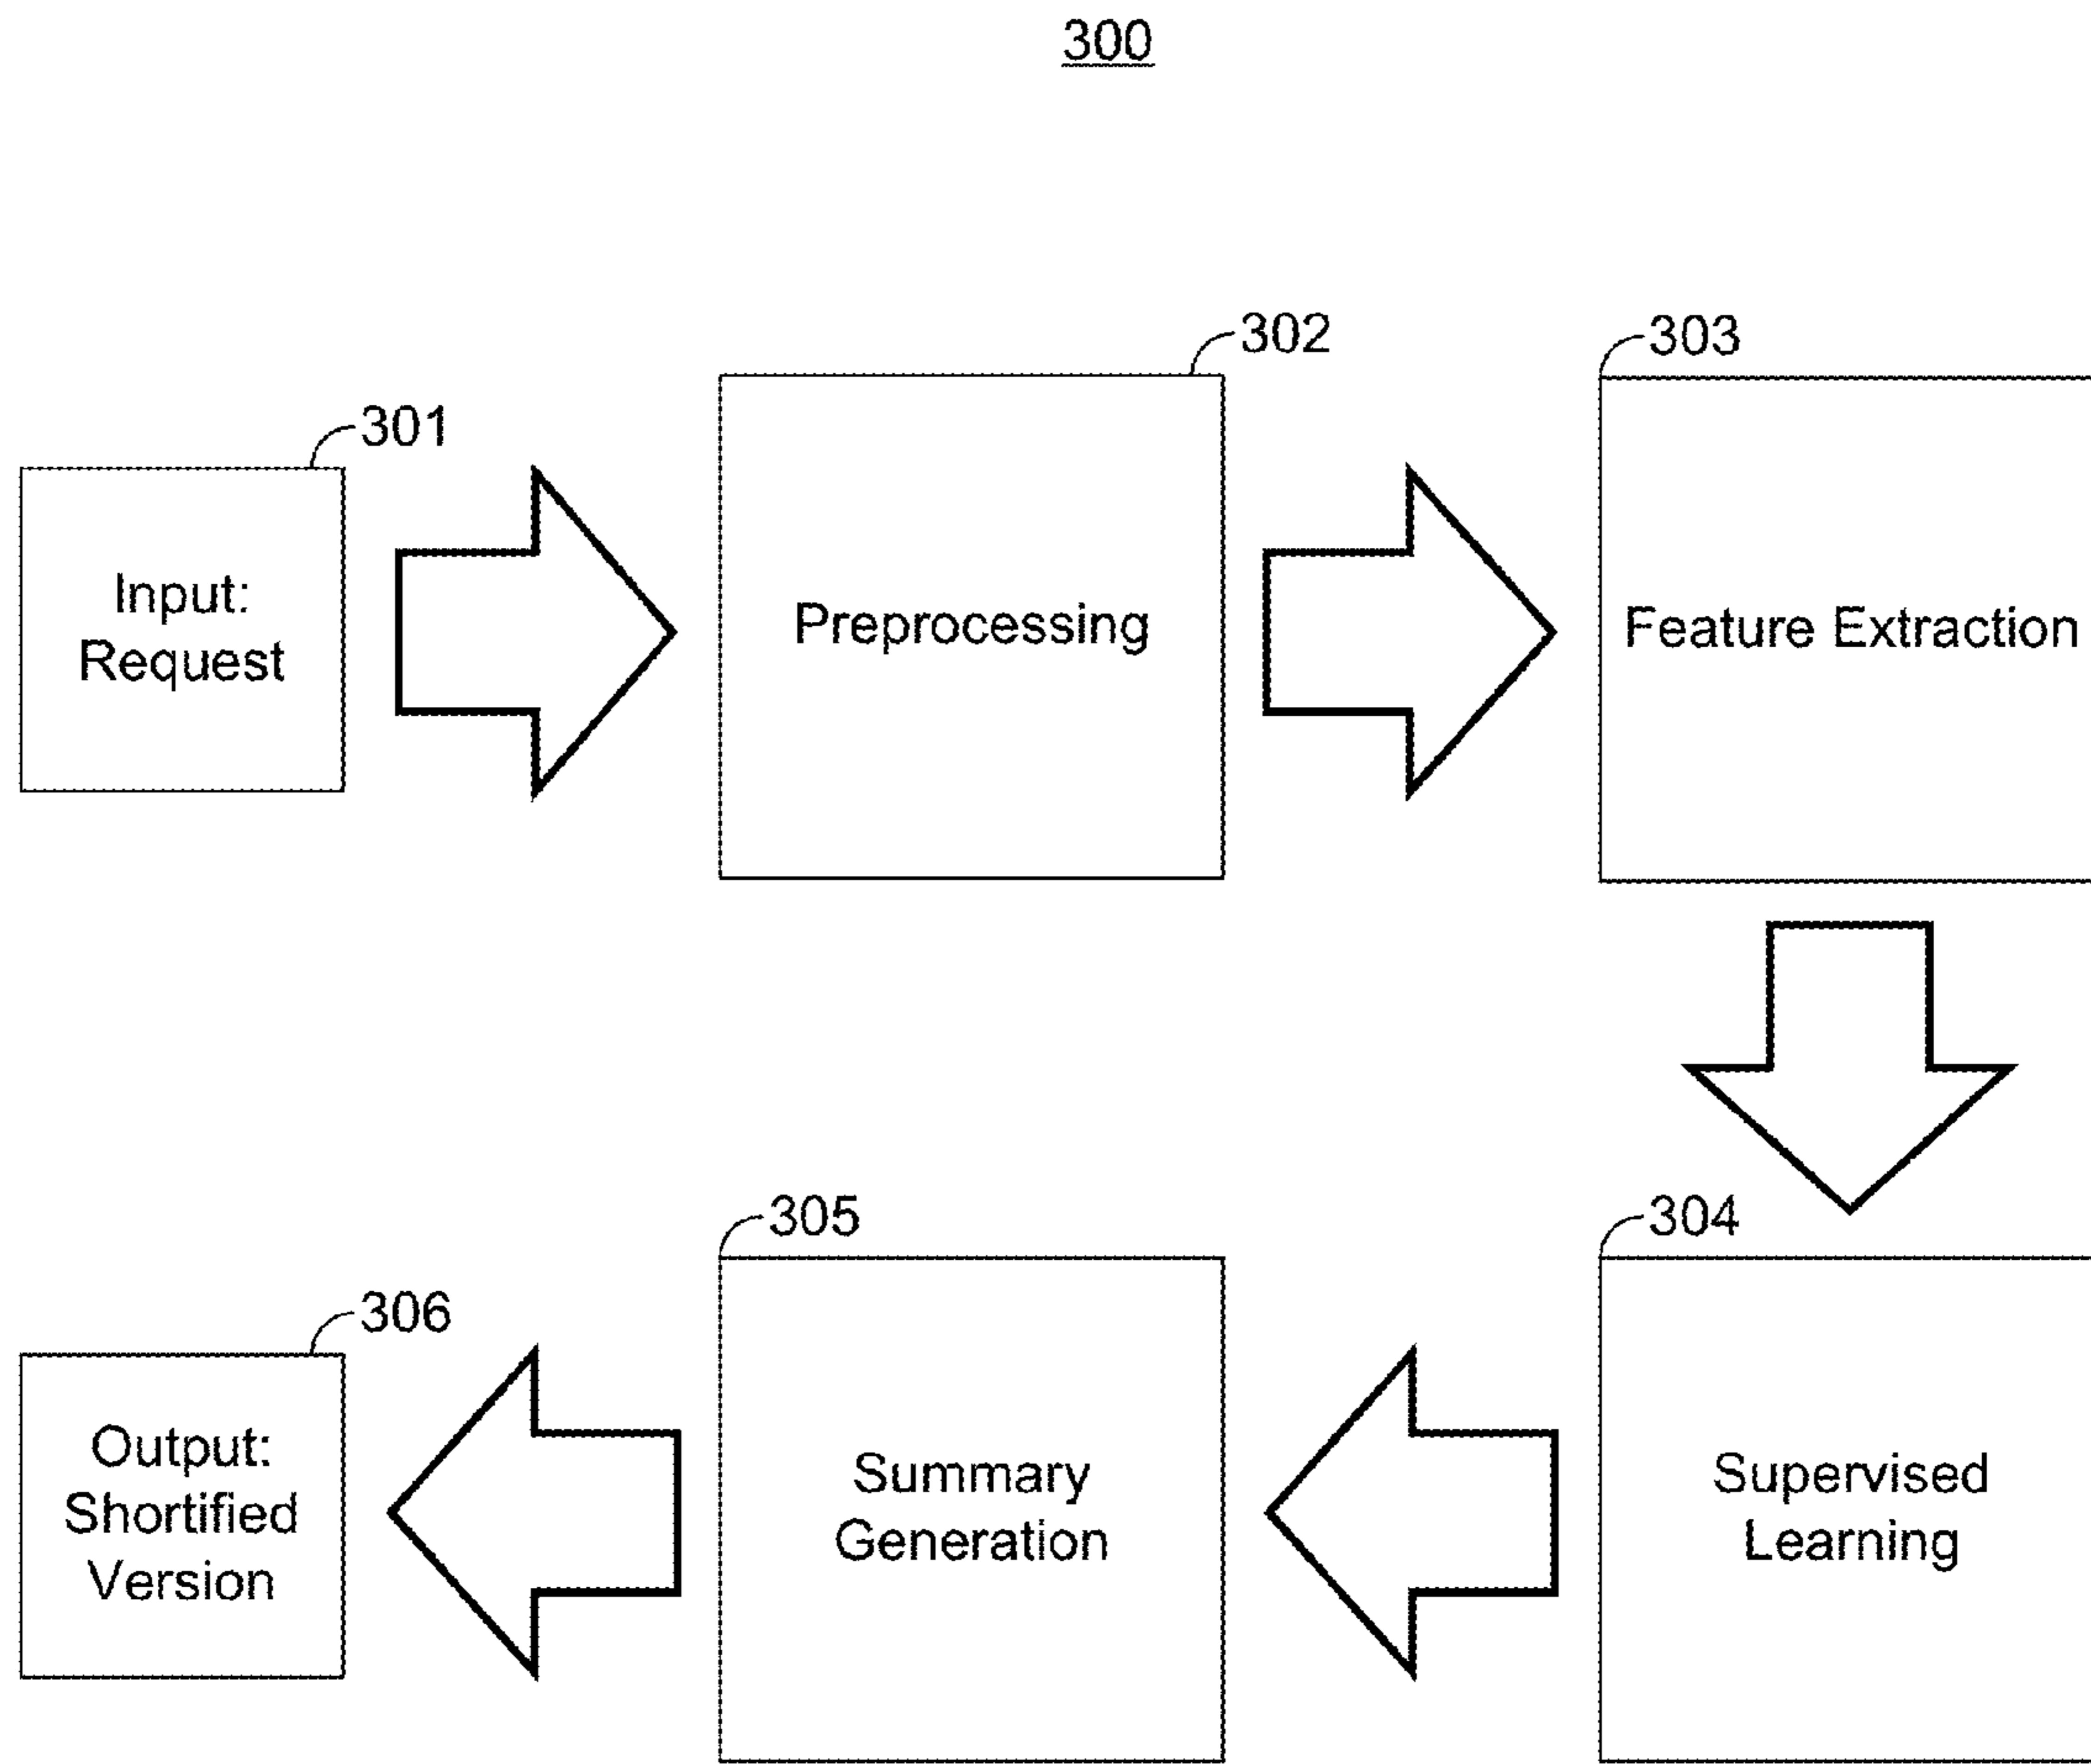 300
301
Input:
Request
302
Preprocessing
303
Feature Extraction
304
Supervised
Learning
305
Summary
Generation
306
Output:
Shortified
Version